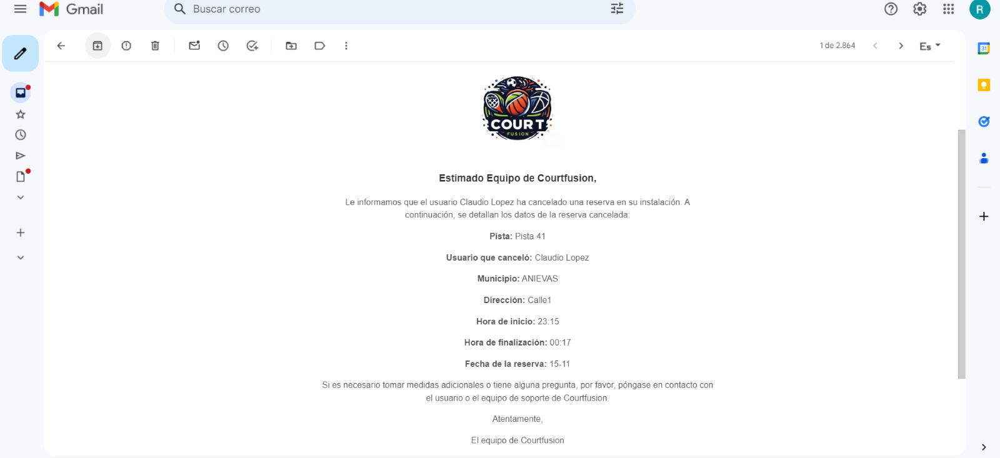 Gmail
Buscar correo
R
1 de 2.864
Es
31
COURT
FUSION
Estimado Equipo de Courtfusion,
Le informamos que el usuario Claudio Lopez ha cancelado una reserva en su instalación. A
continuación, se detallan los datos de la reserva cancelada:
Pista: Pista 41
Usuario que canceló: Claudio Lopez
Municipio: ANIEVAS
Dirección: Calle1
Hora de inicio: 23:15
Hora de finalización: 00:17
Fecha de la reserva: 15-11
Si es necesario tomar medidas adicionales o tiene alguna pregunta, por favor, póngase en contacto con
el usuario o el equipo de soporte de Courtfusion.
Atentamente,
El equipo de Courtfusion